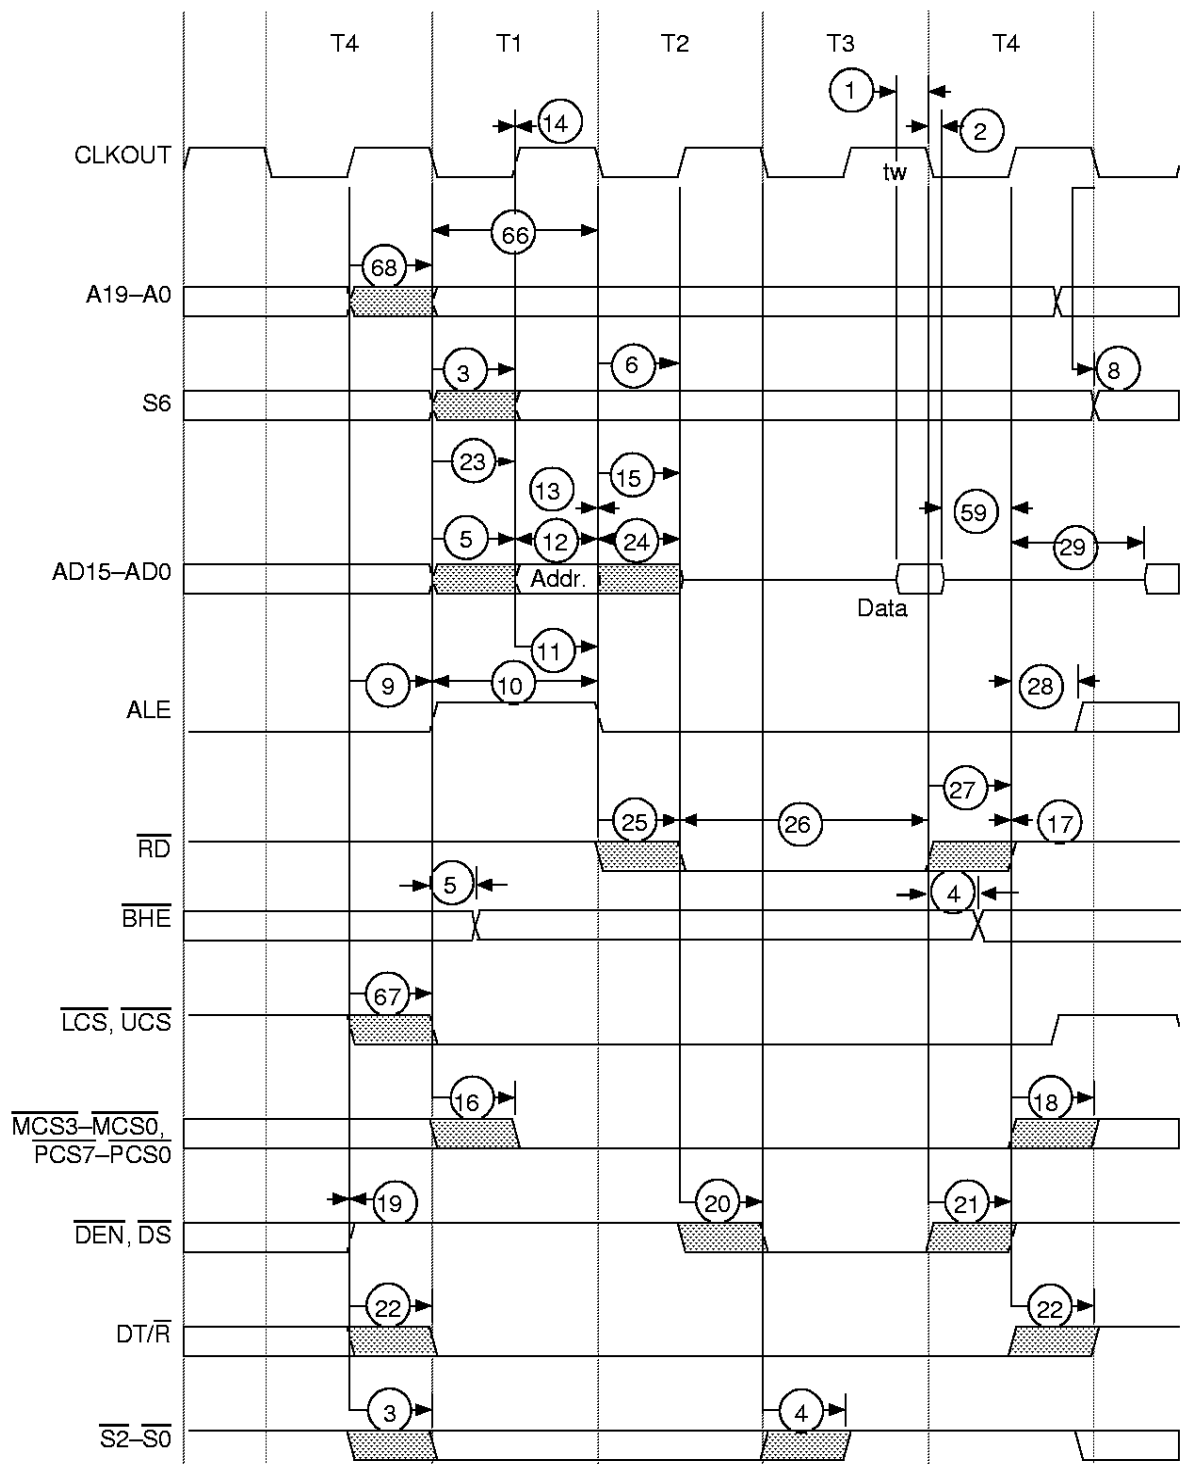 T4 T1 T2 T3 T4
1
14 2
CLKOUT
tw
66
68
A19–A0
3 6 8
S6
23 15
13 59
5 12 24 29
AD15–AD0 Addr.
Data
11
9 10 28
ALE
27
25 26 17
RD
5 4
BHE
67
LCS, UCS
16 18
MCS3–MCS0,
PCS7–PCS0
19 20 21
DEN, DS
22 22
DT/R
3 4
S2–S0